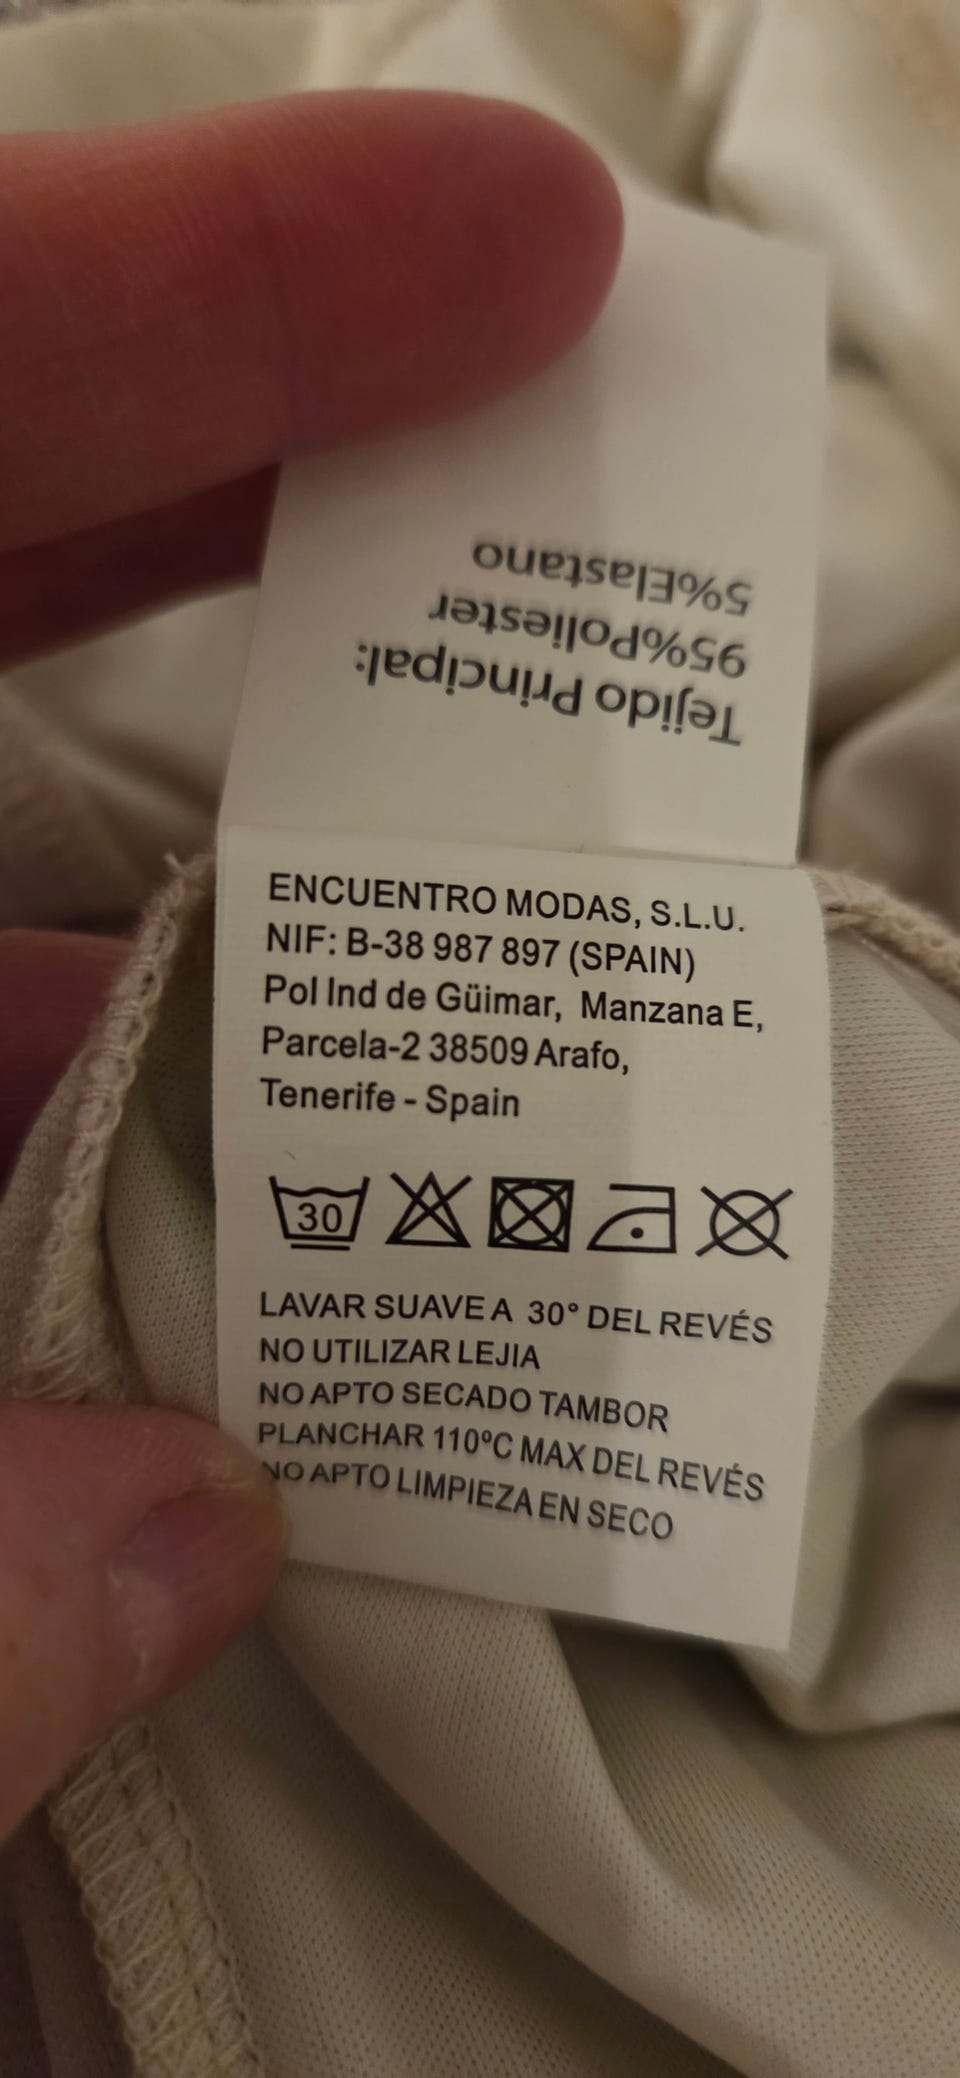 Tejido Principal:
95%Poliester
5%Elastano
ENCUENTRO MODAS, S.L.U.
NIF: B-38 987 897 (SPAIN)
Pol Ind de Güimar, Manzana E,
Parcela-2 38509 Arafo,
Tenerife - Spain
30
LAVAR SUAVE A 30° DEL REVÉS
NO UTILIZAR LEJIA
NO APTO SECADO TAMBOR
PLANCHAR 110ºC MAX DEL REVÉS
NO APTO LIMPIEZA EN SECO